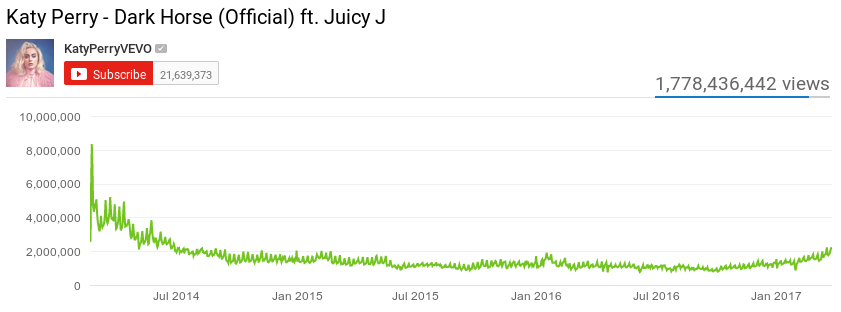 Katy Perry - Dark Horse (Official) ft. Juicy J
KatyPerryVEVO
Subscribe 21,639,373
1,778,436,442 views
10,000,000
8,000,000
6,000,000
4,000,000
2,000,000
0
Jul 2014 Jan 2015 Jul 2015 Jan 2016 Jul 2016 Jan 2017